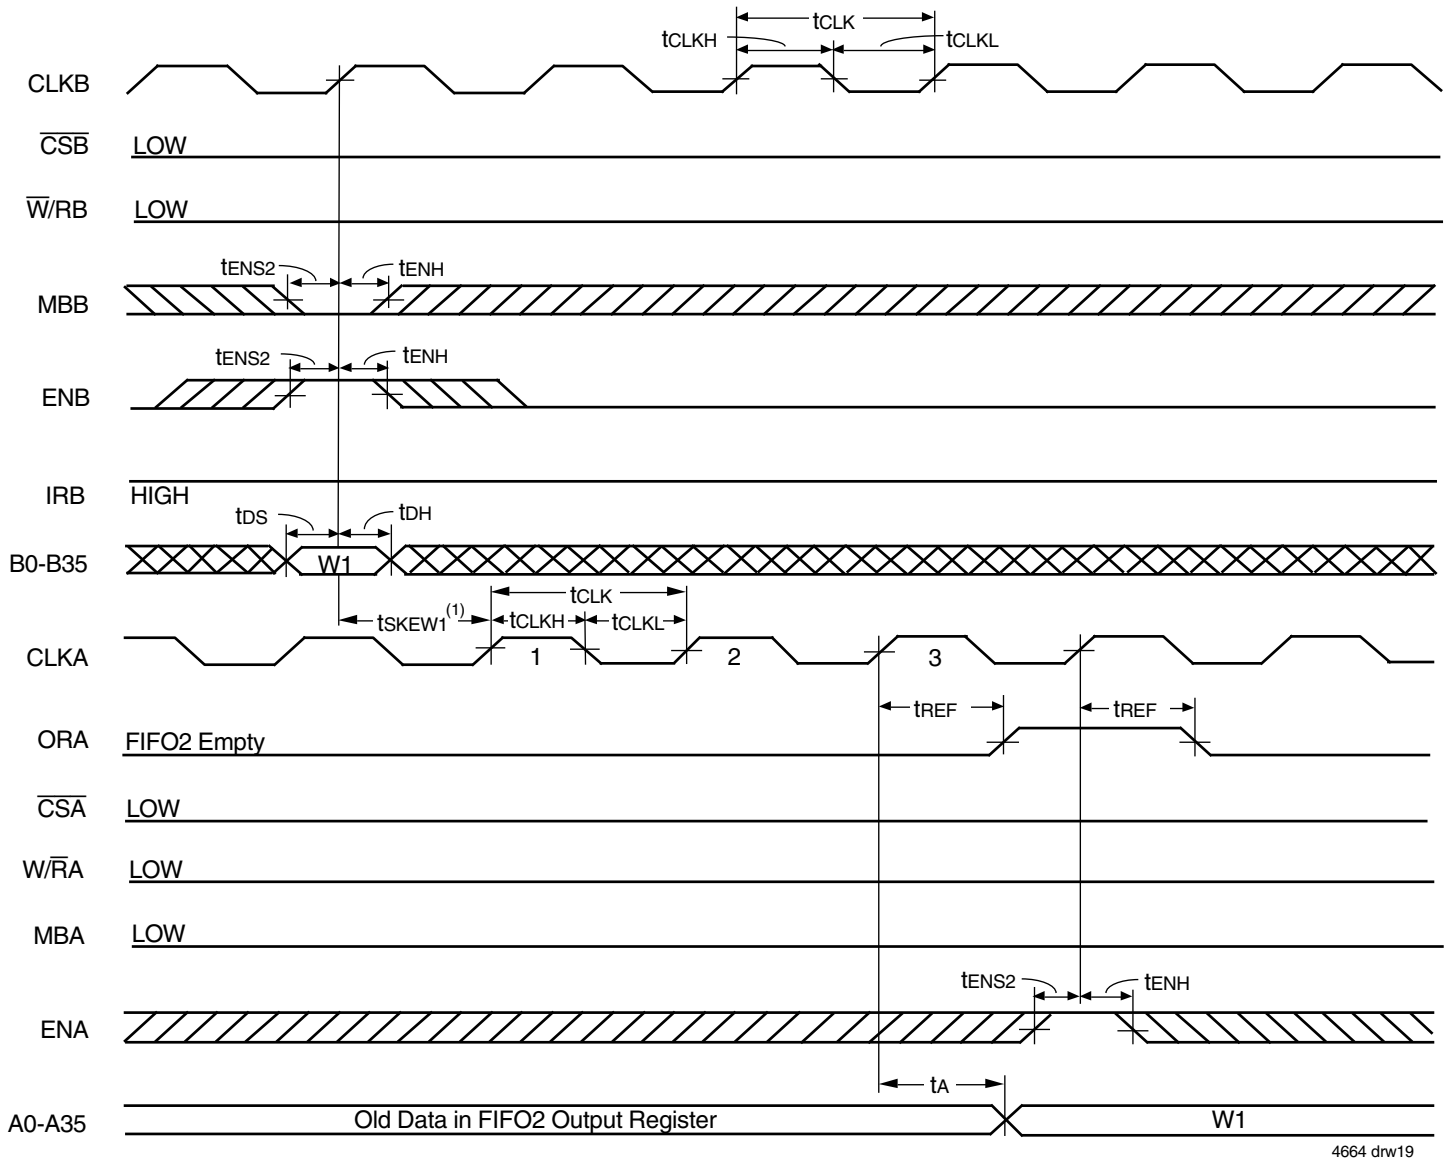 tCLK
tCLKH tCLKL
CLKB
CSB LOW
W/RB LOW
tENS2 tENH
MBB
tENS2 tENH
ENB
IRB HIGH
tDS tDH
B0-B35 W1
tCLK
tSKEW1(1) tCLKH tCLKL
CLKA 1 2 3
tREF tREF
ORA FIFO2 Empty
CSA LOW
W/RA LOW
MBA LOW
tENS2 tENH
ENA
tA
A0-A35 Old Data in FIFO2 Output Register W1
4664 drw19